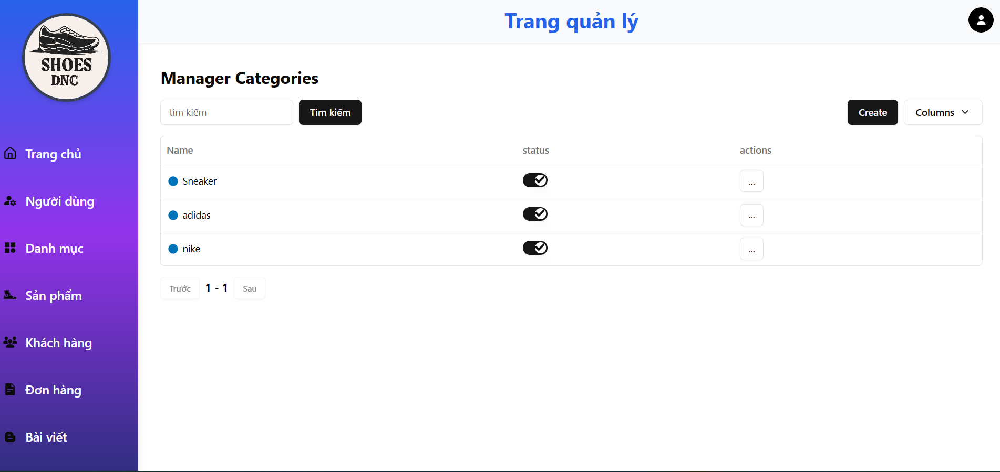 SHOES
DNC
Trang chủ
Người dùng
Danh mục
Sản phẩm
Khách hàng
Đơn hàng
Bài viết
Trang quản lý
Manager Categories
tìm kiếm
Tìm kiếm
Create
Columns
Name status actions
Sneaker ...
adidas ...
nike ...
Trước 1 - 1 Sau